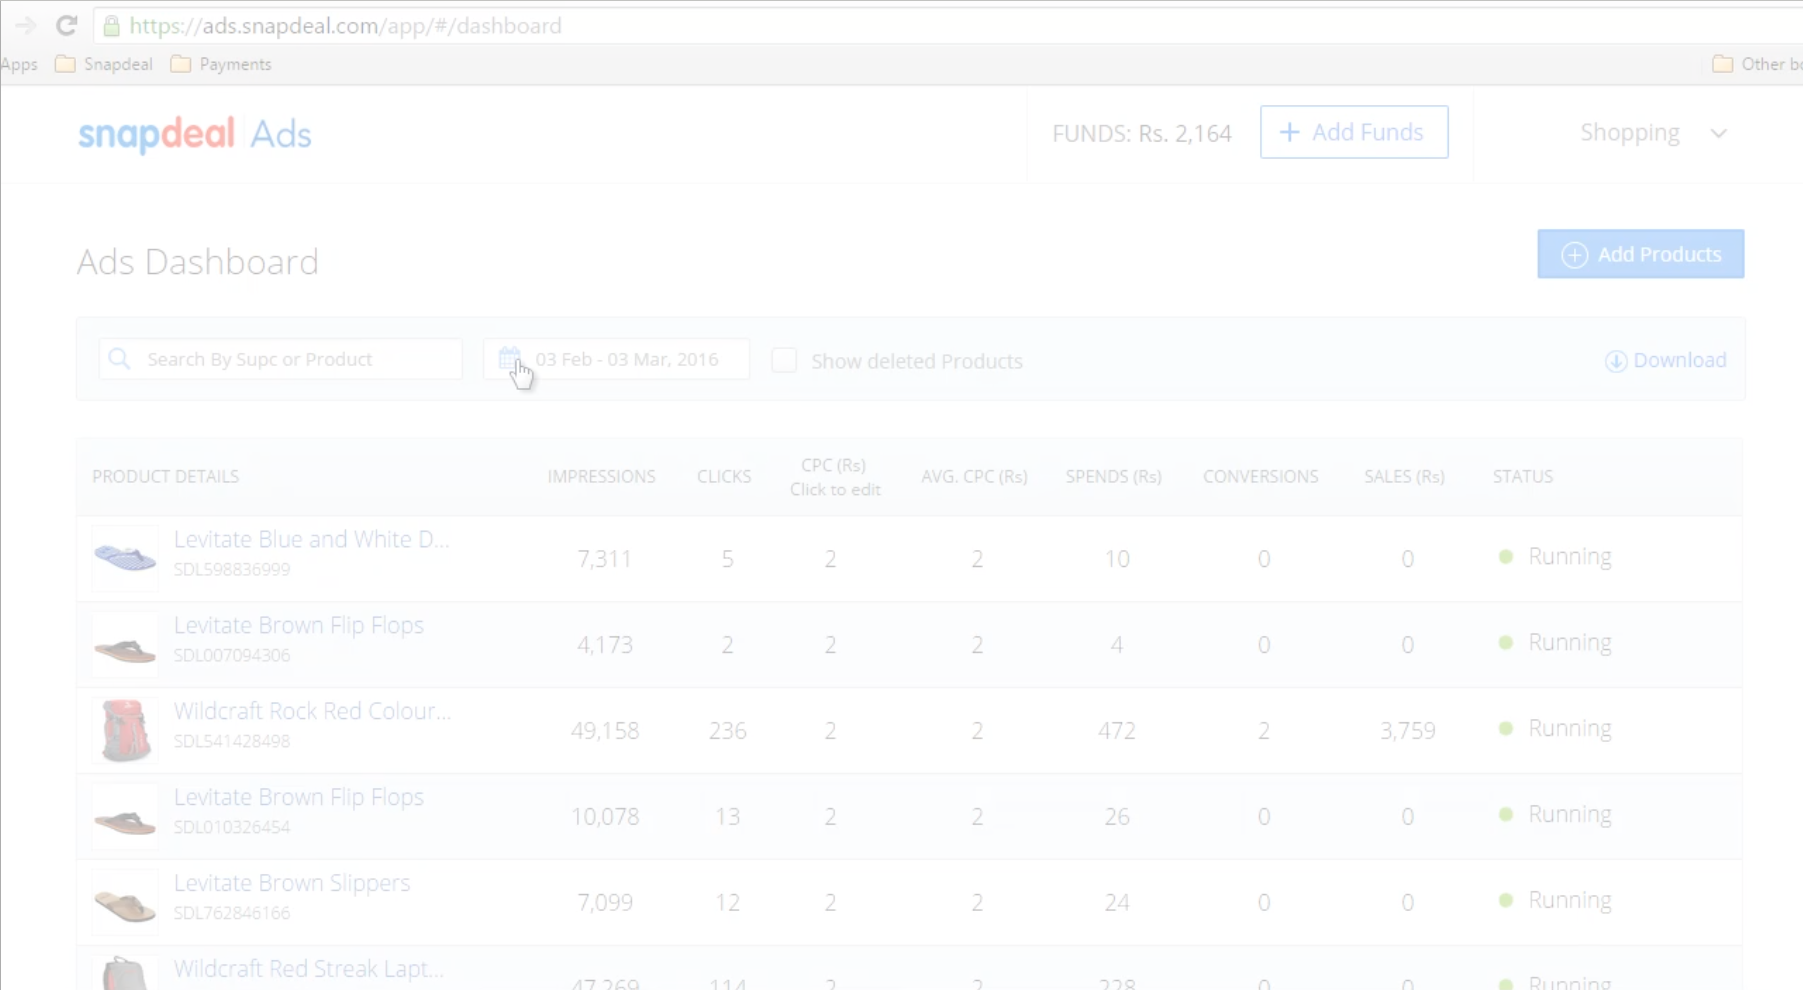 https://ads.snapdeal.com/app/#/dashboard
Apps Snapdeal Payments Other bo
snapdeal Ads FUNDS: Rs. 2,164 + Add Funds Shopping
Ads Dashboard Add Products
Search By Supc or Product 03 Feb - 03 Mar, 2016 Show deleted Products Download
PRODUCT DETAILS IMPRESSIONS CLICKS CPC (Rs) Click to edit AVG. CPC (Rs) SPENDS (Rs) CONVERSIONS SALES (Rs) STATUS
Levitate Blue and White D... 7,311 5 2 2 10 0 0 Running
SDL598836999
Levitate Brown Flip Flops 4,173 2 2 2 4 0 0 Running
SDL007094306
Wildcraft Rock Red Colour... 49,158 236 2 2 472 2 3,759 Running
SDL541428498
Levitate Brown Flip Flops 10,078 13 2 2 26 0 0 Running
SDL010326454
Levitate Brown Slippers 7,099 12 2 2 24 0 0 Running
SDL762846166
Wildcraft Red Streak Lapt... 47,269 114 2 2 228 0 0 Running